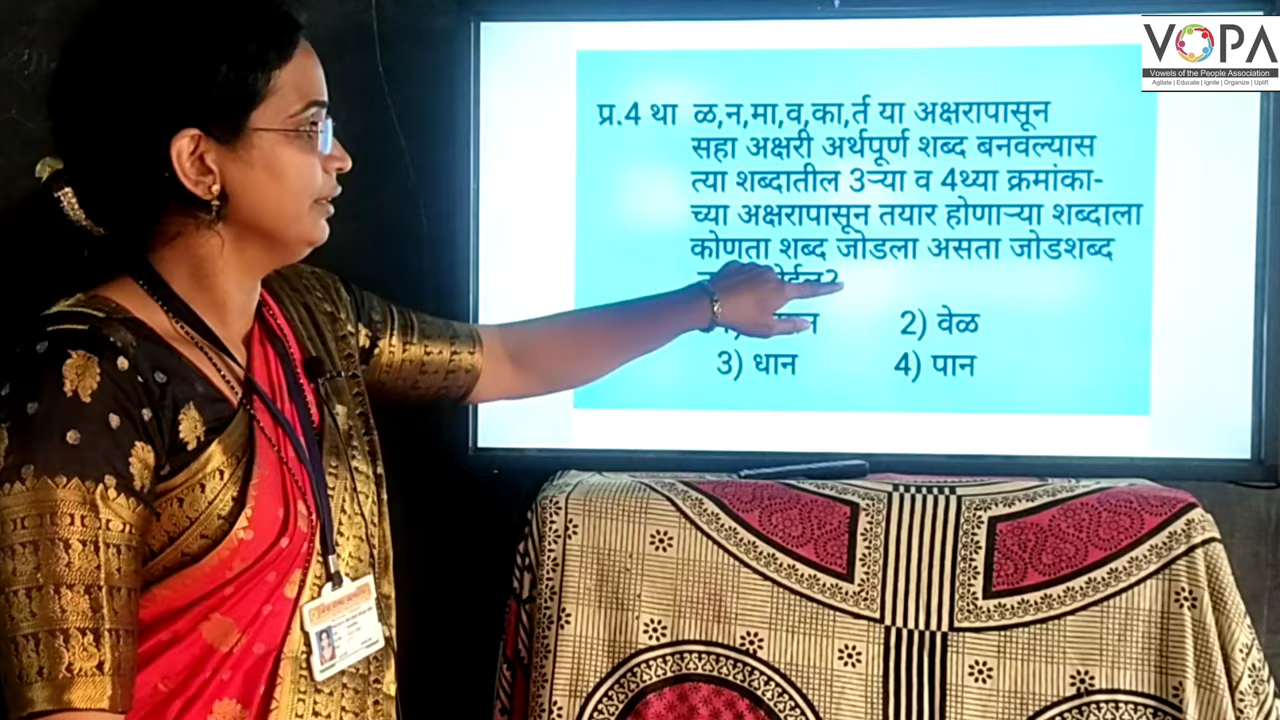 VOPA
Vowels of the People Association
Agitate | Educate | Ignite | Organize | Uplift
प्र.4 था ळ,न,मा,व,का,र्त या अक्षरापासून
सहा अक्षरी अर्थपूर्ण शब्द बनवल्यास
त्या शब्दातील 3ऱ्या व 4थ्या क्रमांका-
च्या अक्षरापासून तयार होणाऱ्या शब्दाला
कोणता शब्द जोडला असता जोडशब्द
2) वेळ
3) धान
4) पान